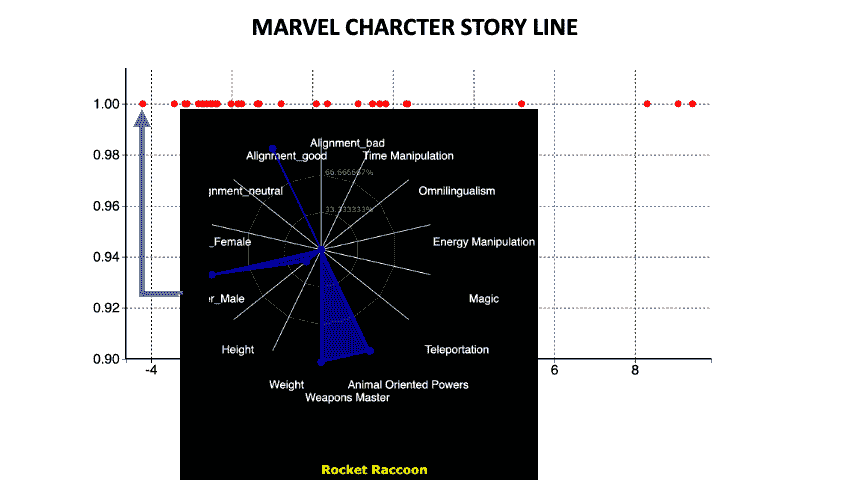 MARVEL CHARCTER STORY LINE
1.00
0.98
0.96
0.94
0.92
0.90
-4
6
8
Alignment_bad
Alignment_good
Time Manipulation
66.666667%
gnment_neutral
Omnilingualism
33.333333%
_Female
Energy Manipulation
er_Male
Magic
Height
Teleportation
Weight
Animal Oriented Powers
Weapons Master
Rocket Raccoon